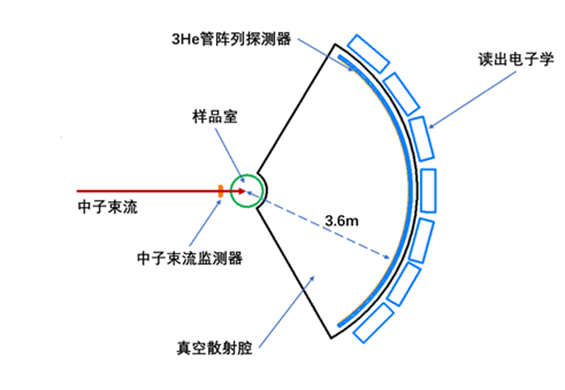 3He管阵列探测器
读出电子学
样品室
中子束流
3.6m
中子束流监测器
真空散射腔